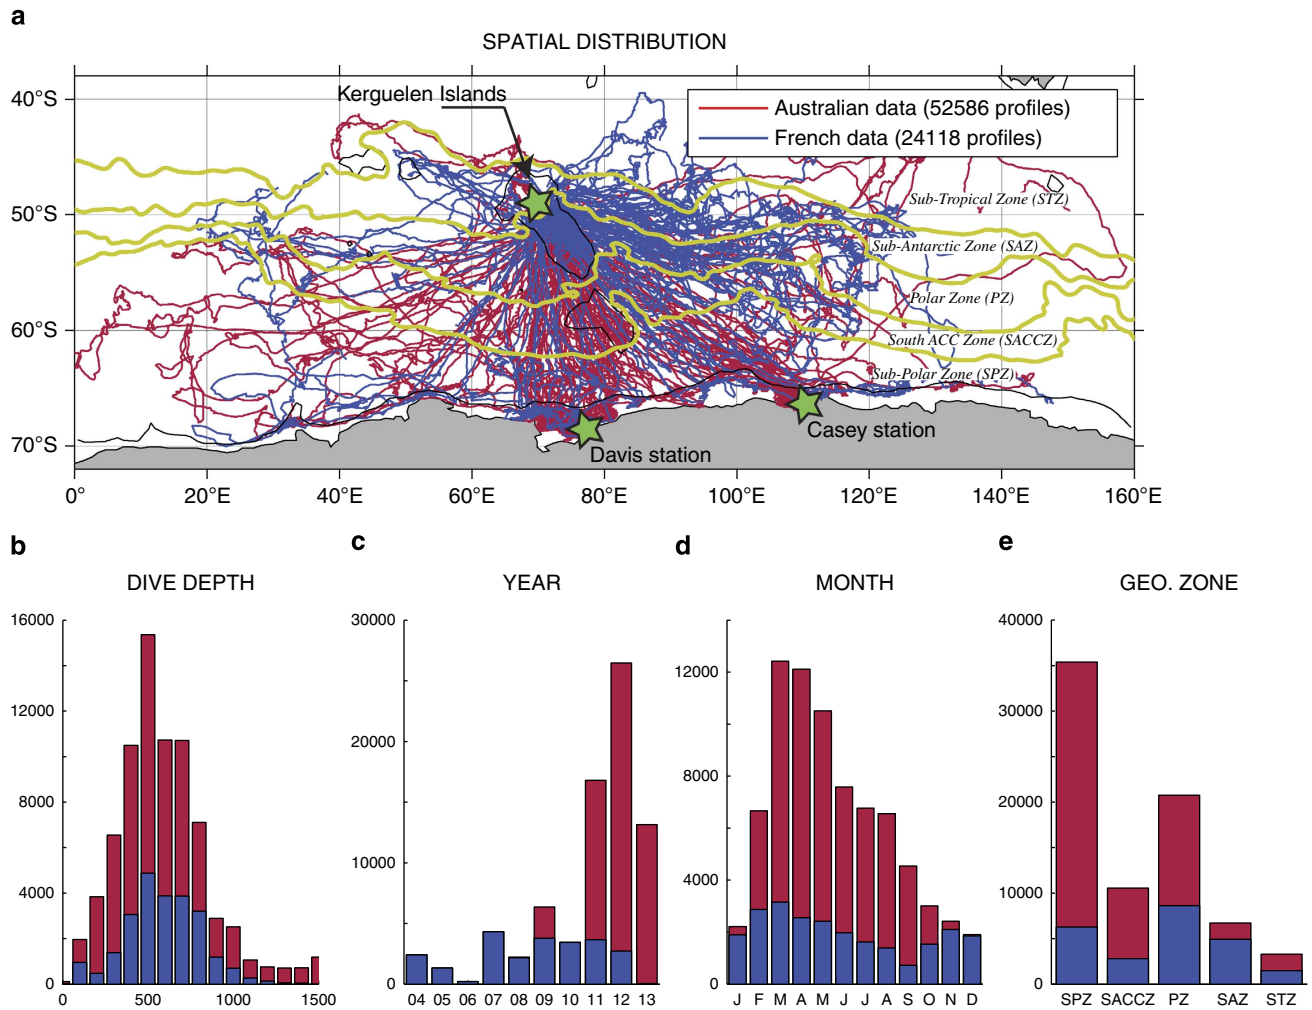 a
SPATIAL DISTRIBUTION
Kerguelen Islands
Australian data (52586 profiles)
French data (24118 profiles)
40°S
50°S
60°S
70°S
Sub-Tropical Zone (STZ)
Sub-Antarctic Zone (SAZ)
Polar Zone (PZ)
South ACC Zone (SACCZ)
Sub-Polar Zone (SPZ)
Casey station
Davis station
0° 20°E 40°E 60°E 80°E 100°E 120°E 140°E 160°E
b
DIVE DEPTH
16000
12000
8000
4000
0
0 500 1000 1500
c
YEAR
30000
20000
10000
0
04 05 06 07 08 09 10 11 12 13
d
MONTH
12000
8000
4000
0
J F M A M J J A S O N D
e
GEO. ZONE
40000
30000
20000
10000
0
SPZ SACCZ PZ SAZ STZ